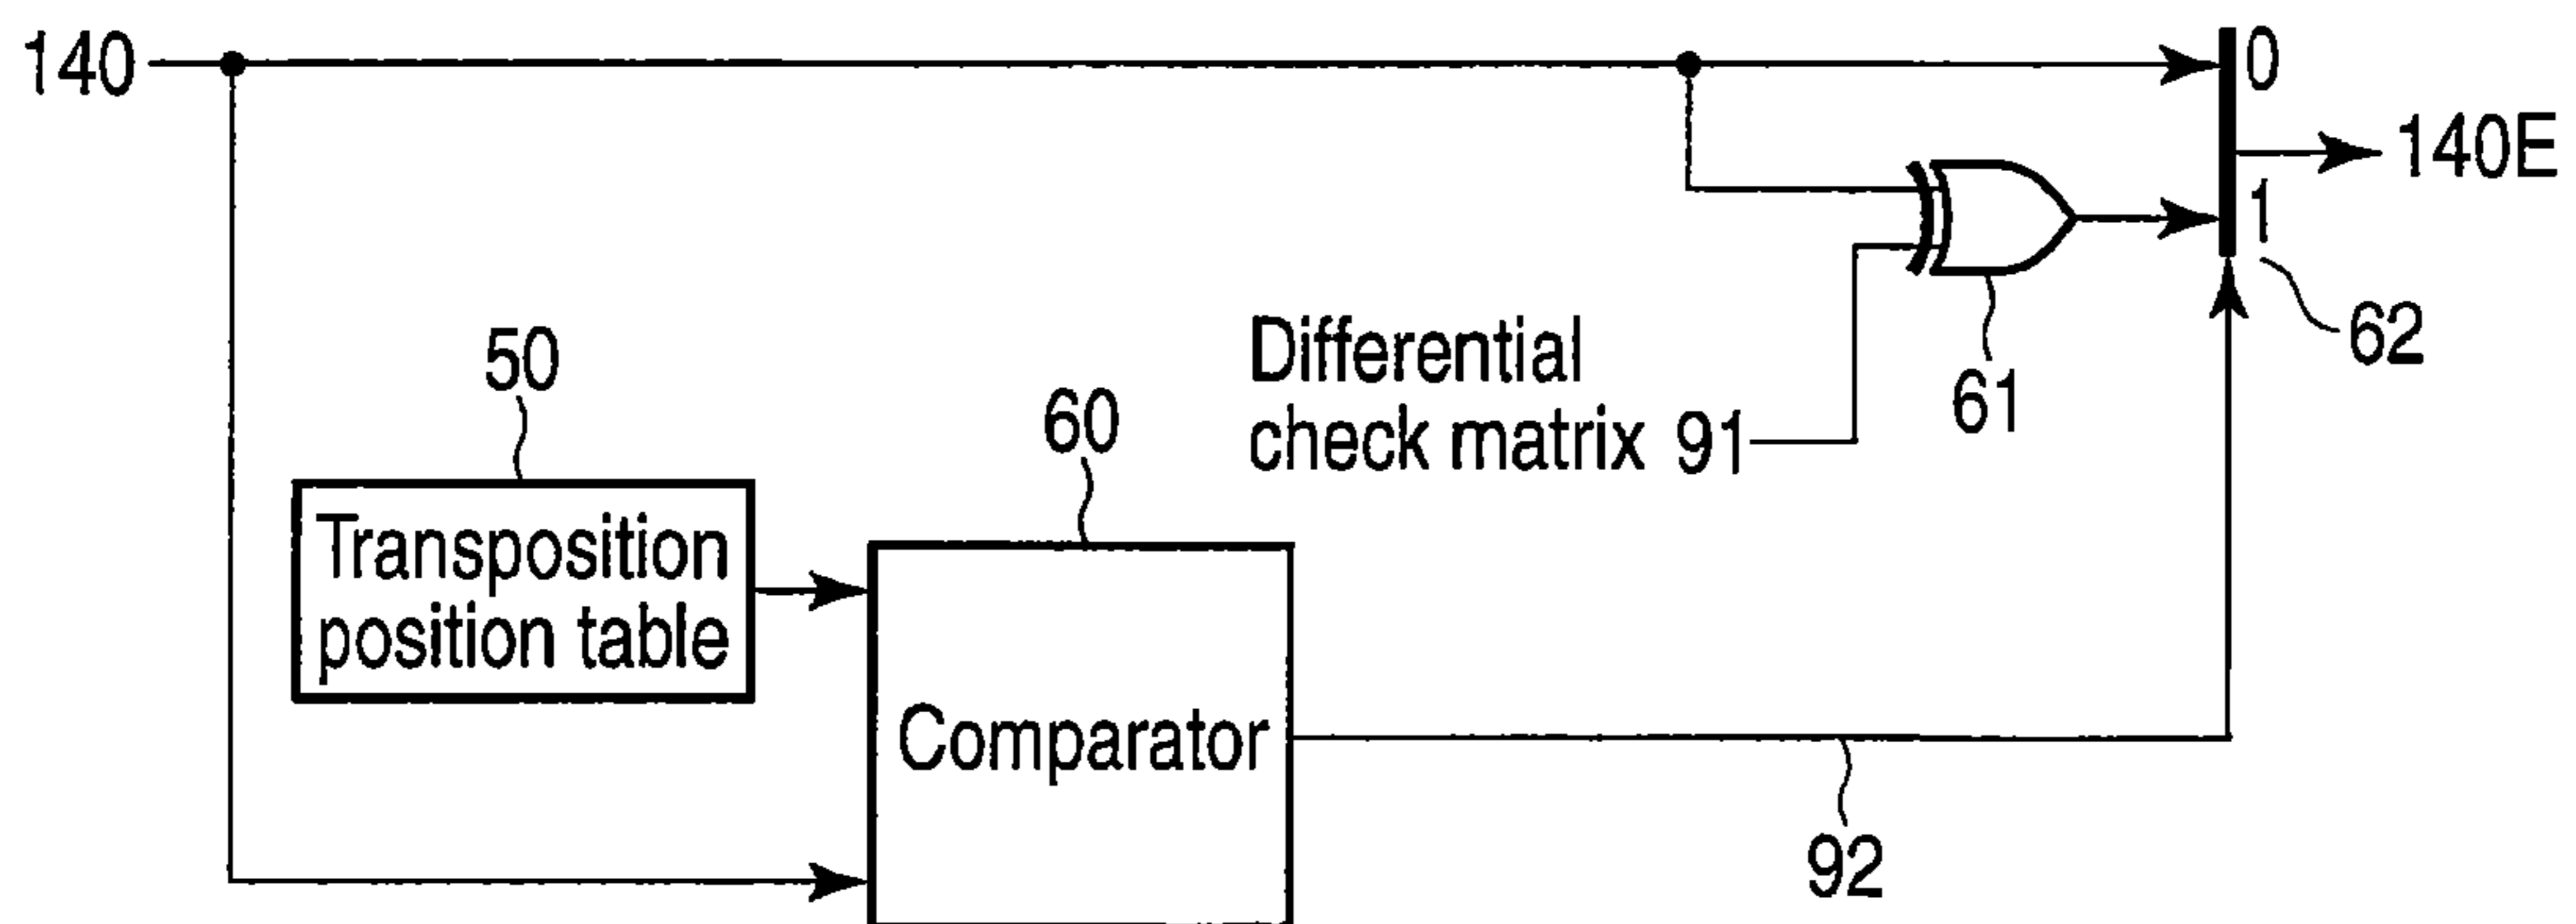 140
0
140E
1
62
61
Differential
check matrix 91
50
60
Transposition
position table
Comparator
92